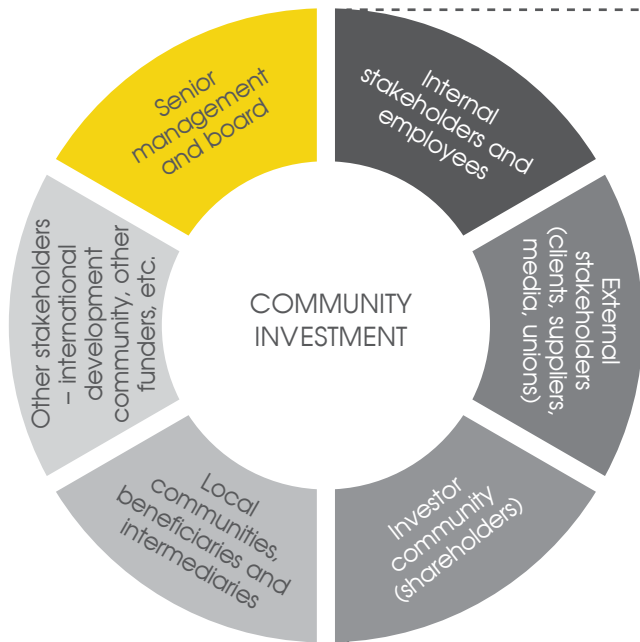 Senior
management
and board
Internal
stakeholders and
employees
External
stakeholders
(clients, suppliers,
media, unions)
Investor
community
(shareholders)
Local
communities,
beneficiaries and
intermediaries
Other stakeholders
– international
development
community, other
funders, etc.
COMMUNITY
INVESTMENT